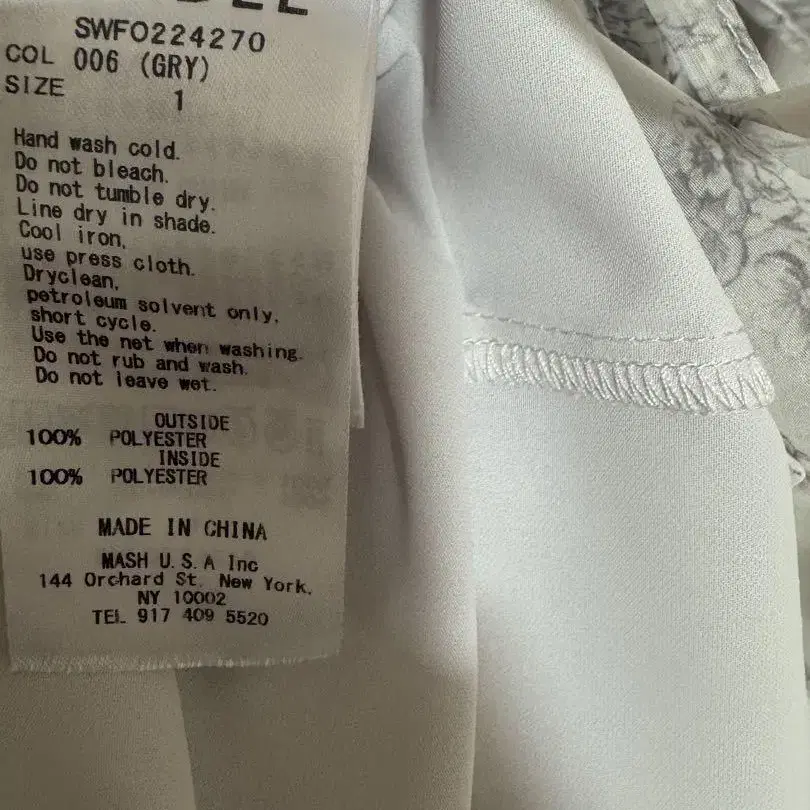 SWFO224270
COL 006 (GRY)
SIZE 1
Hand wash cold.
Do not bleach.
Do not tumble dry.
Line dry in shade.
Cool iron,
use press cloth.
Dryclean,
petroleum solvent only,
short cycle.
Use the net when washing.
Do not rub and wash.
Do not leave wet.
OUTSIDE
100% POLYESTER
INSIDE
100% POLYESTER
MADE IN CHINA
MASH U.S.A Inc
144 Orchard St. New York,
NY 10002
TEL 917 409 5520